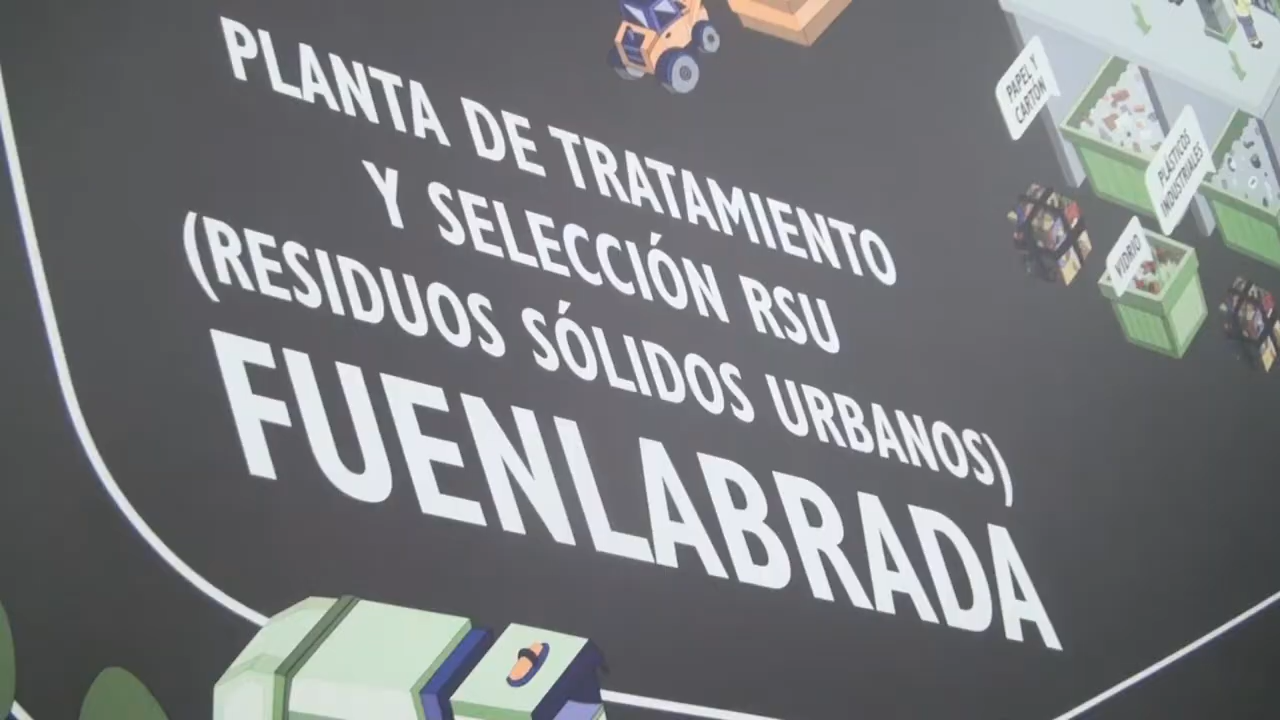 PLANTA DE TRATAMIENTO
Y SELECCIÓN RSU
(RESIDUOS SÓLIDOS URBANOS)
FUENLABRADA
PAPEL Y
CARTÓN
PLÁSTICOS
INDUSTRIALES
VIDRIO